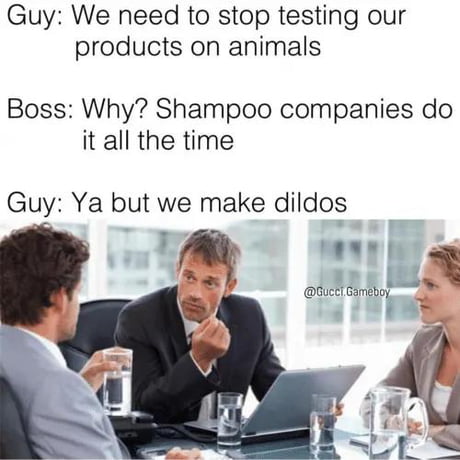 Guy: We need to stop testing our
products on animals
Boss: Why? Shampoo companies do
it all the time
Guy: Ya but we make dildos
@Gucci.Gameboy